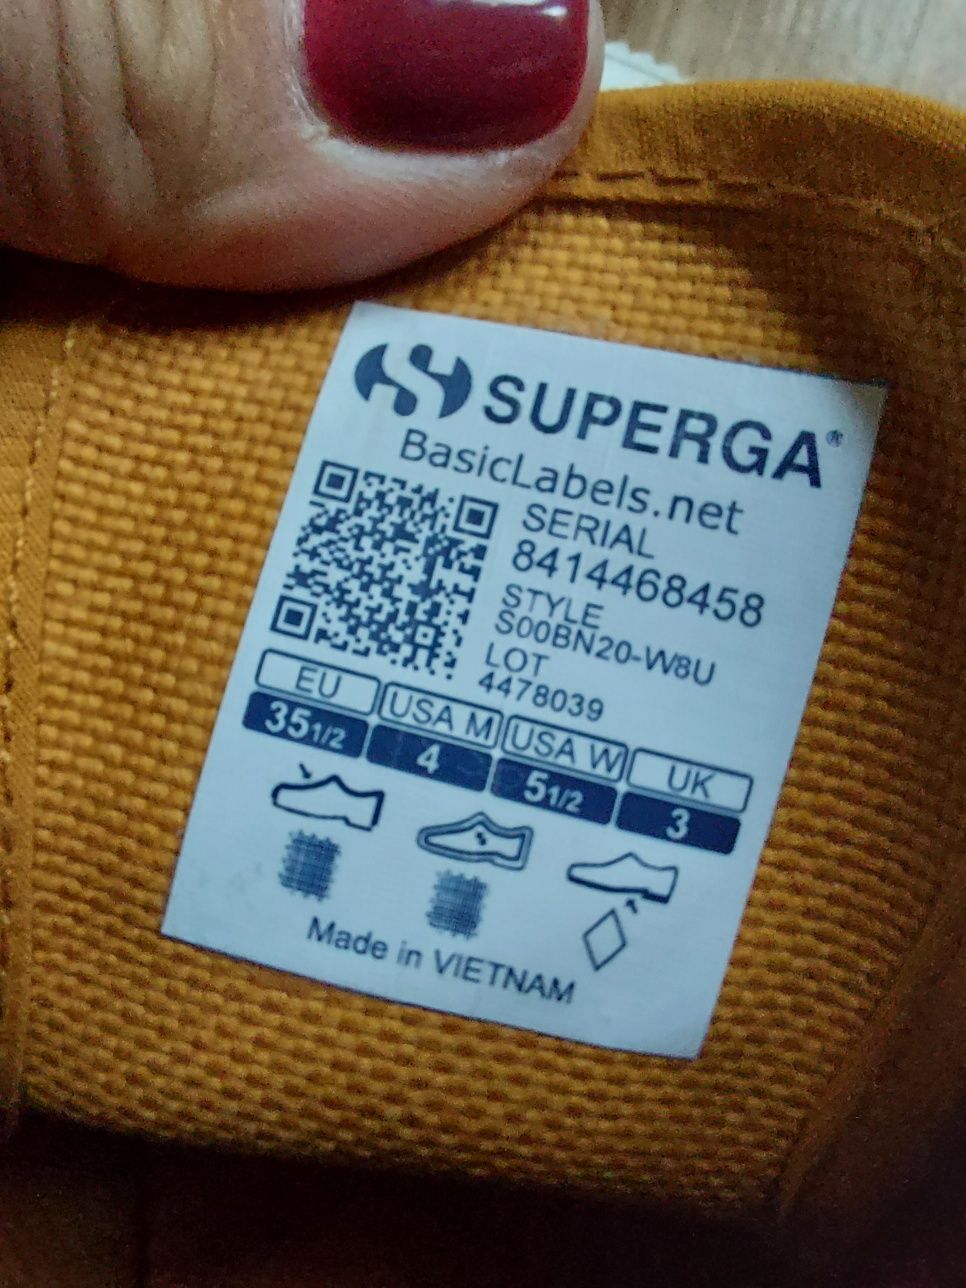 SUPERGA®
BasicLabels.net
SERIAL
8414468458
STYLE
S00BN20-W8U
LOT
4478039
EU USA M USA W UK
35 1/2 4 5 1/2 3
Made in VIETNAM